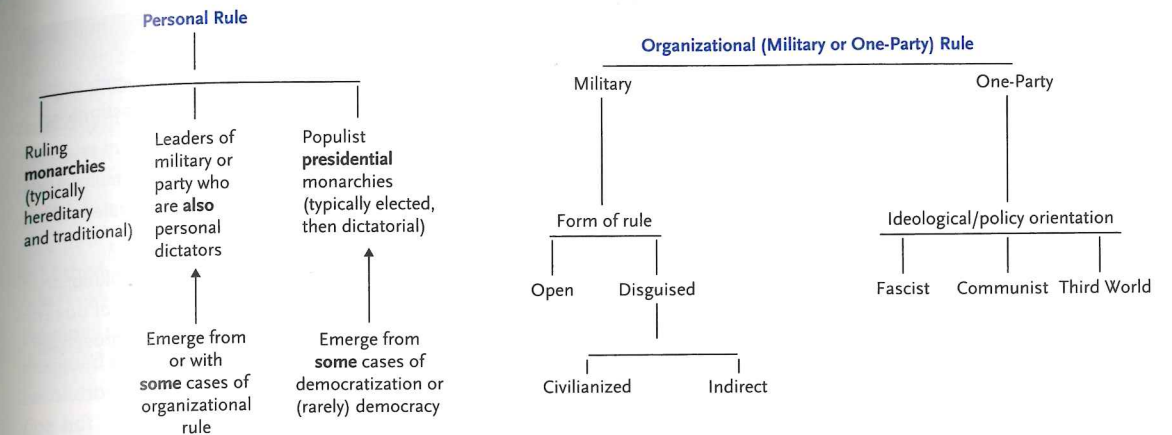 Personal Rule
Ruling
monarchies
(typically
hereditary
and traditional)
Leaders of
military or
party who
are also
personal
dictators
Populist
presidential
monarchies
(typically elected,
then dictatorial)
Emerge from
or with
some cases of
organizational
rule
Emerge from
some cases of
democratization or
(rarely) democracy
Organizational (Military or One-Party) Rule
Military
One-Party
Form of rule
Ideological/policy orientation
Open
Disguised
Fascist
Communist
Third World
Civilianized
Indirect